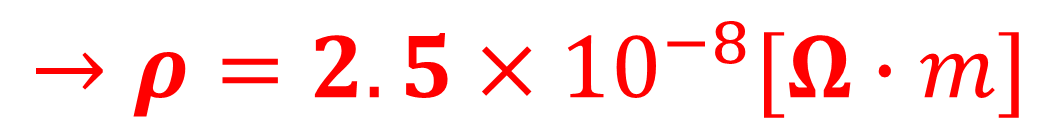 → ρ = 2.5 × 10⁻⁸[Ω · m]